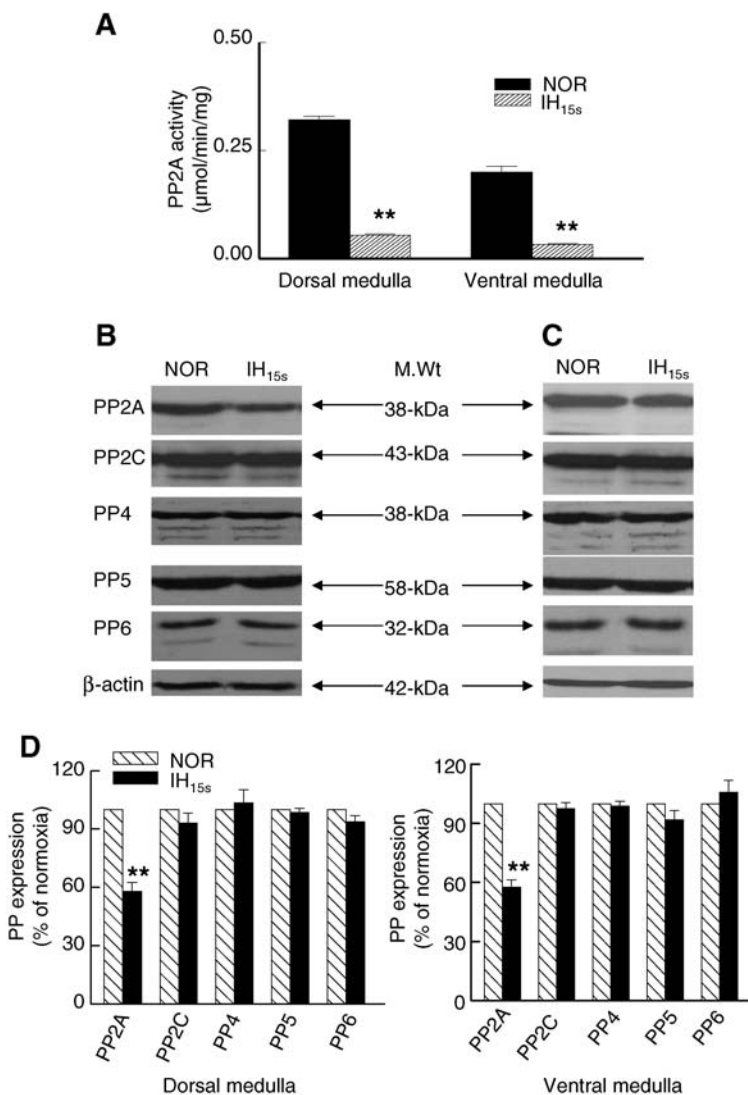 A
0.50
0.25
0.00
PP2A activity
(μmol/min/mg)
NOR
IH15s
**
**
Dorsal medulla Ventral medulla
B C
NOR IH15s M.Wt NOR IH15s
PP2A 38-kDa
PP2C 43-kDa
PP4 38-kDa
PP5 58-kDa
PP6 32-kDa
β-actin 42-kDa
D
NOR
IH15s
120
90
60
30
0
PP expression
(% of normoxia)
**
PP2A PP2C PP4 PP5 PP6
Dorsal medulla
120
90
60
30
0
PP expression
(% of normoxia)
**
PP2A PP2C PP4 PP5 PP6
Ventral medulla